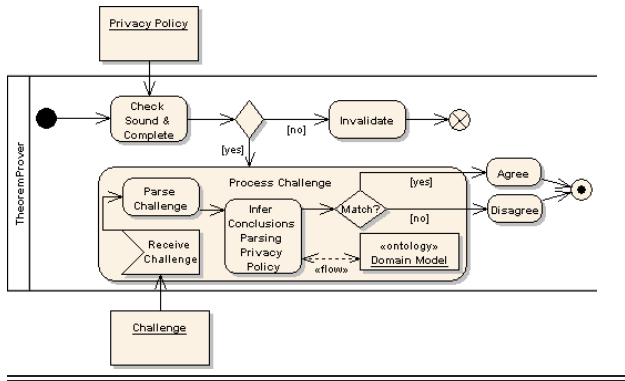 Privacy Policy
TheoremProver
Check
Sound &
Complete
[no]
Invalidate
[yes]
Process Challenge
Parse
Challenge
Receive
Challenge
Infer
Conclusions
Parsing
Privacy
Policy
Match?
[yes]
Agree
[no]
Disagree
«flow»
«ontology»
Domain Model
Challenge